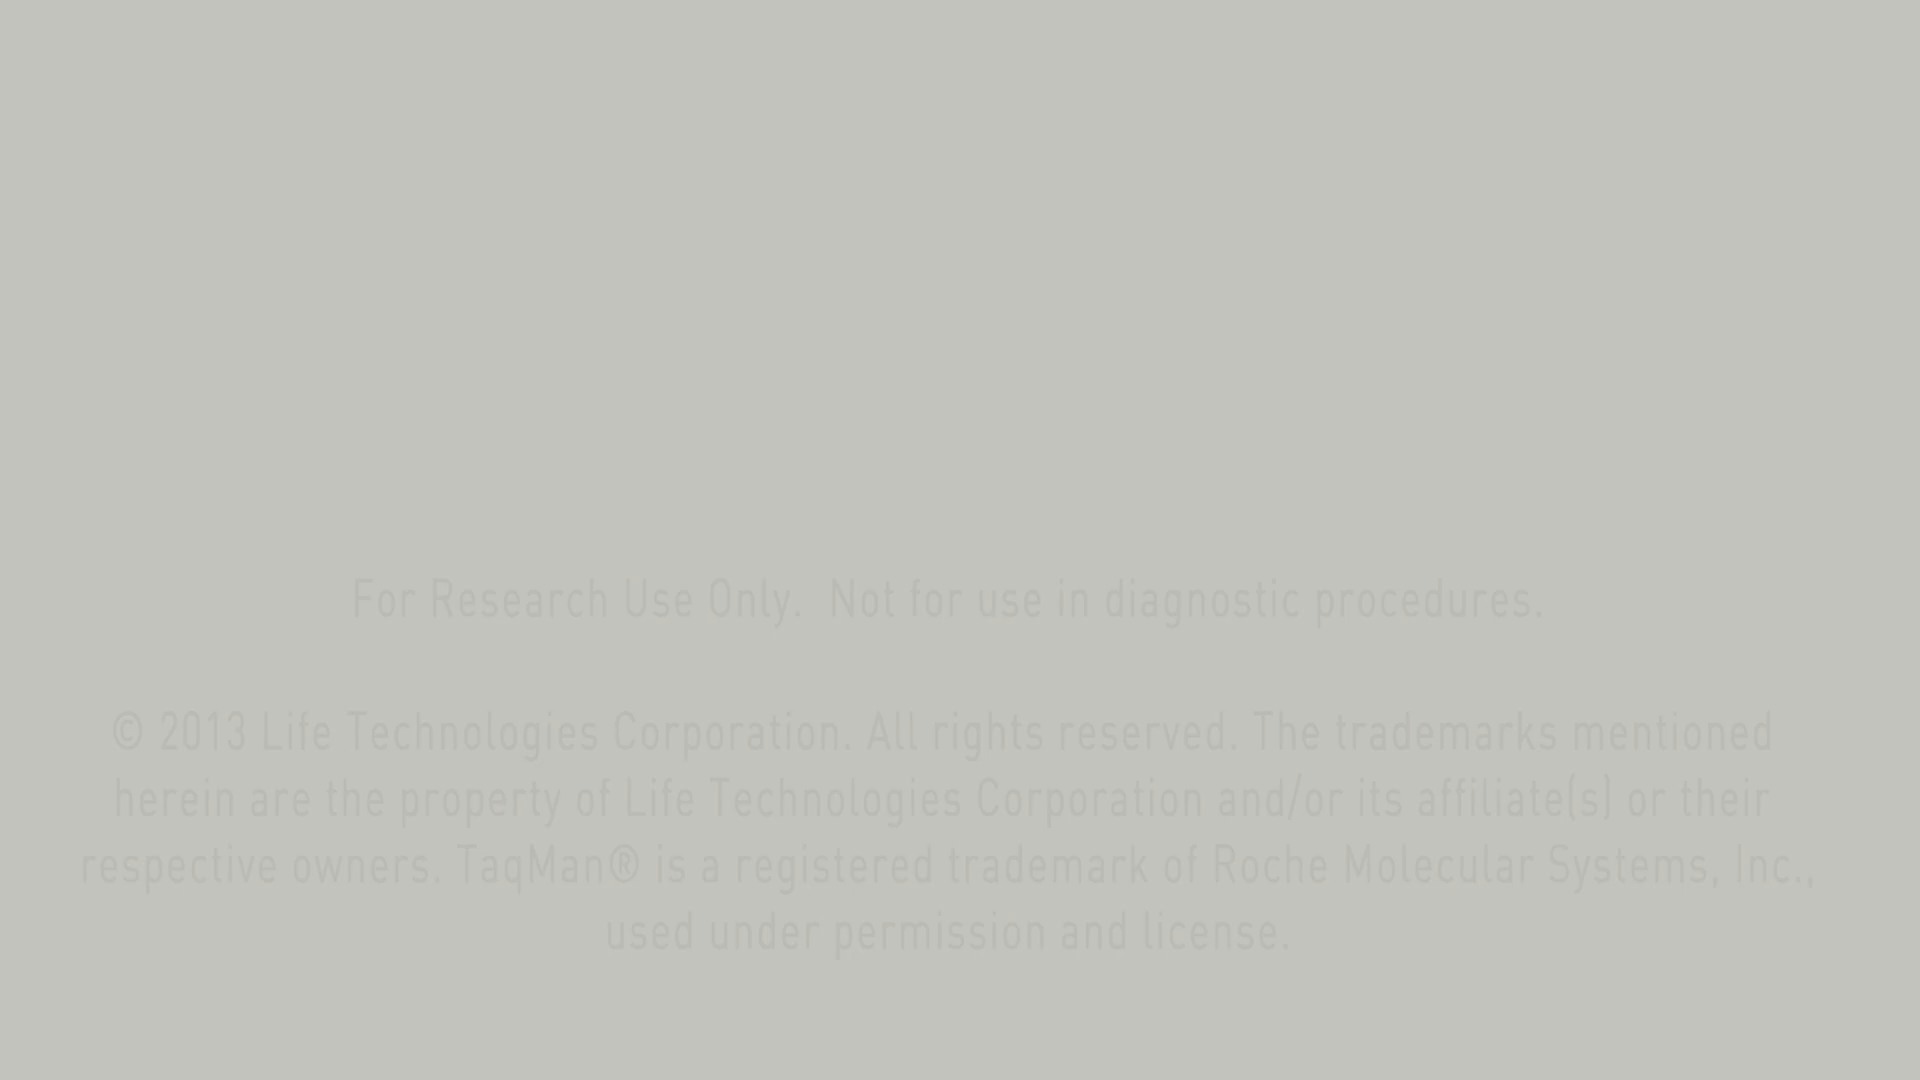 For Research Use Only.  Not for use in diagnostic procedures.
© 2013 Life Technologies Corporation. All rights reserved. The trademarks mentioned
herein are the property of Life Technologies Corporation and/or its affiliate(s) or their
respective owners. TaqMan® is a registered trademark of Roche Molecular Systems, Inc.,
used under permission and license.